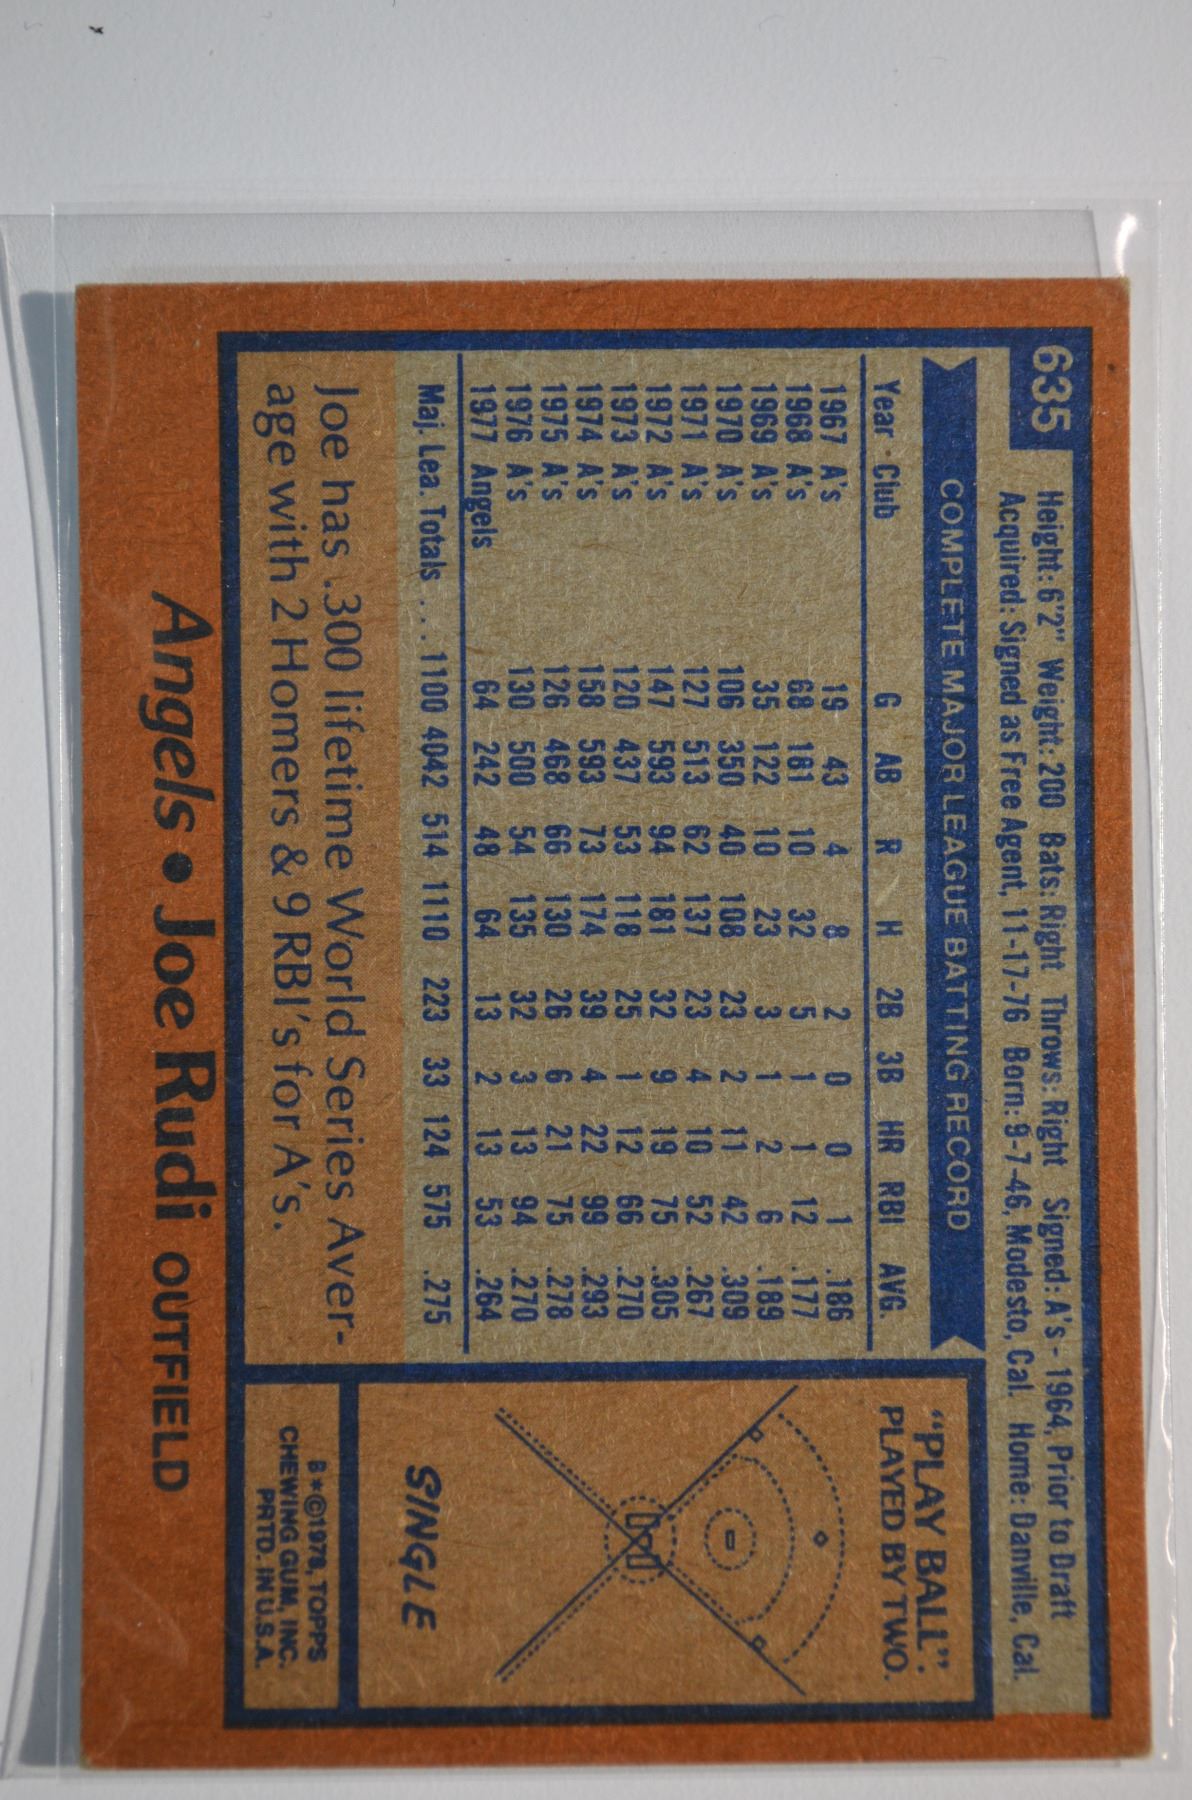 635
Height: 6'2" Weight: 200 Bats: Right Throws: Right Signed: A's - 1964, Prior to Draft
Acquired: Signed as Free Agent, 11-17-76 Born: 9-7-46, Modesto, Cal. Home: Danville, Cal.
COMPLETE MAJOR LEAGUE BATTING RECORD
Year Club G AB R H 2B 3B HR RBI AVG.
1967 A's 19 43 4 8 2 0 0 1 .186
1968 A's 68 181 10 32 5 1 1 12 .177
1969 A's 35 122 10 23 3 1 2 6 .189
1970 A's 106 350 40 108 23 2 11 42 .309
1971 A's 127 513 62 137 23 4 10 52 .267
1972 A's 147 593 94 181 32 9 19 75 .305
1973 A's 120 437 53 118 25 1 12 66 .270
1974 A's 158 593 73 174 39 4 22 99 .293
1975 A's 126 468 66 130 26 6 21 75 .278
1976 A's 130 500 54 135 32 3 13 94 .270
1977 Angels 64 242 48 64 13 2 13 53 .264
Maj. Lea. Totals . . . 1100 4042 514 1110 223 33 124 575 .275
Joe has .300 lifetime World Series Aver-
age with 2 Homers & 9 RBI's for A's.
"PLAY BALL".
PLAYED BY TWO.
SINGLE
B*©1978, TOPPS
CHEWING GUM, INC.
PRTD. IN U.S.A.
Angels • Joe Rudi OUTFIELD